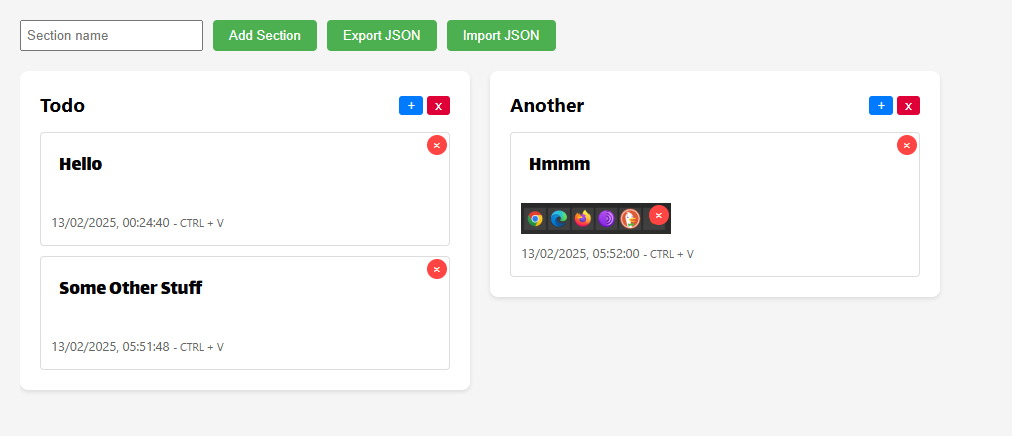 Section name Add Section Export JSON Import JSON
Todo + x
×
Hello
13/02/2025, 00:24:40 - CTRL + V
×
Some Other Stuff
13/02/2025, 05:51:48 - CTRL + V
Another + x
×
Hmmm
×
13/02/2025, 05:52:00 - CTRL + V